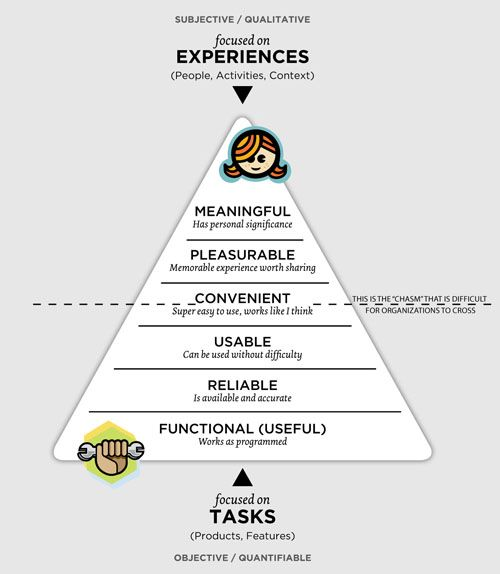 SUBJECTIVE / QUALITATIVE
focused on
EXPERIENCES
(People, Activities, Context)
MEANINGFUL
Has personal significance
PLEASURABLE
Memorable experience worth sharing
CONVENIENT
Super easy to use, works like I think
THIS IS THE "CHASM" THAT IS DIFFICULT
FOR ORGANIZATIONS TO CROSS
USABLE
Can be used without difficulty
RELIABLE
Is available and accurate
FUNCTIONAL (USEFUL)
Works as programmed
focused on
TASKS
(Products, Features)
OBJECTIVE / QUANTIFIABLE